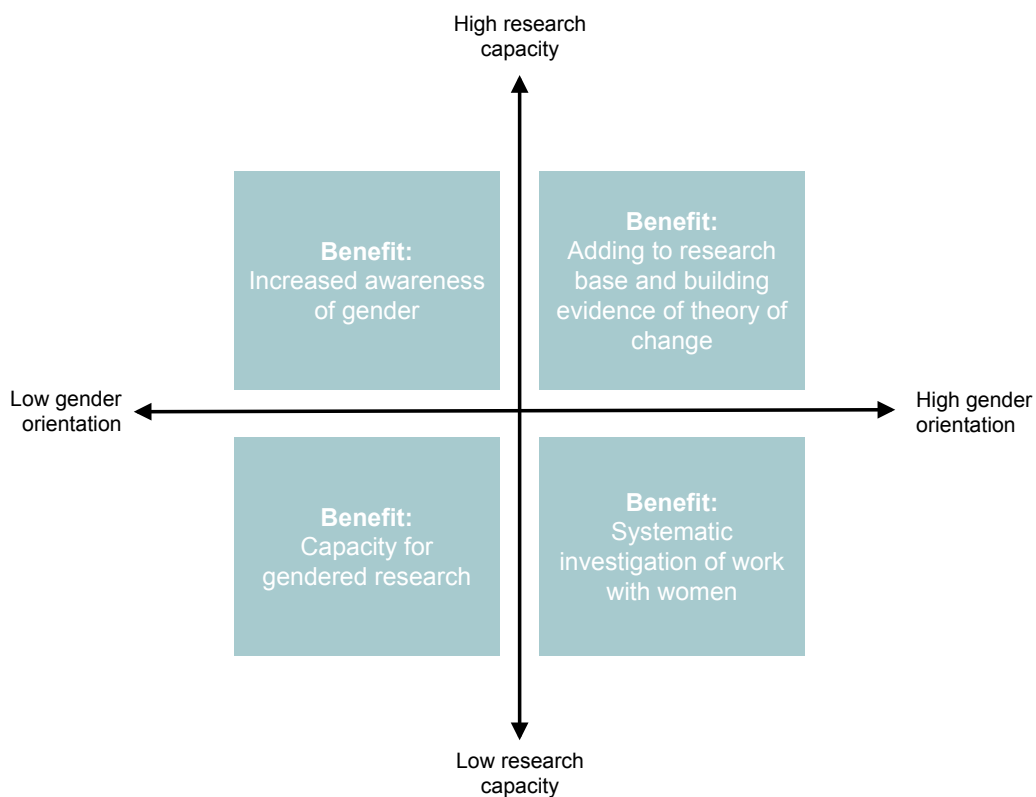 High research
capacity
Benefit:
Increased awareness
of gender
Benefit:
Adding to research
base and building
evidence of theory of
change
Low gender
orientation
High gender
orientation
Benefit:
Capacity for
gendered research
Benefit:
Systematic
investigation of work
with women
Low research
capacity